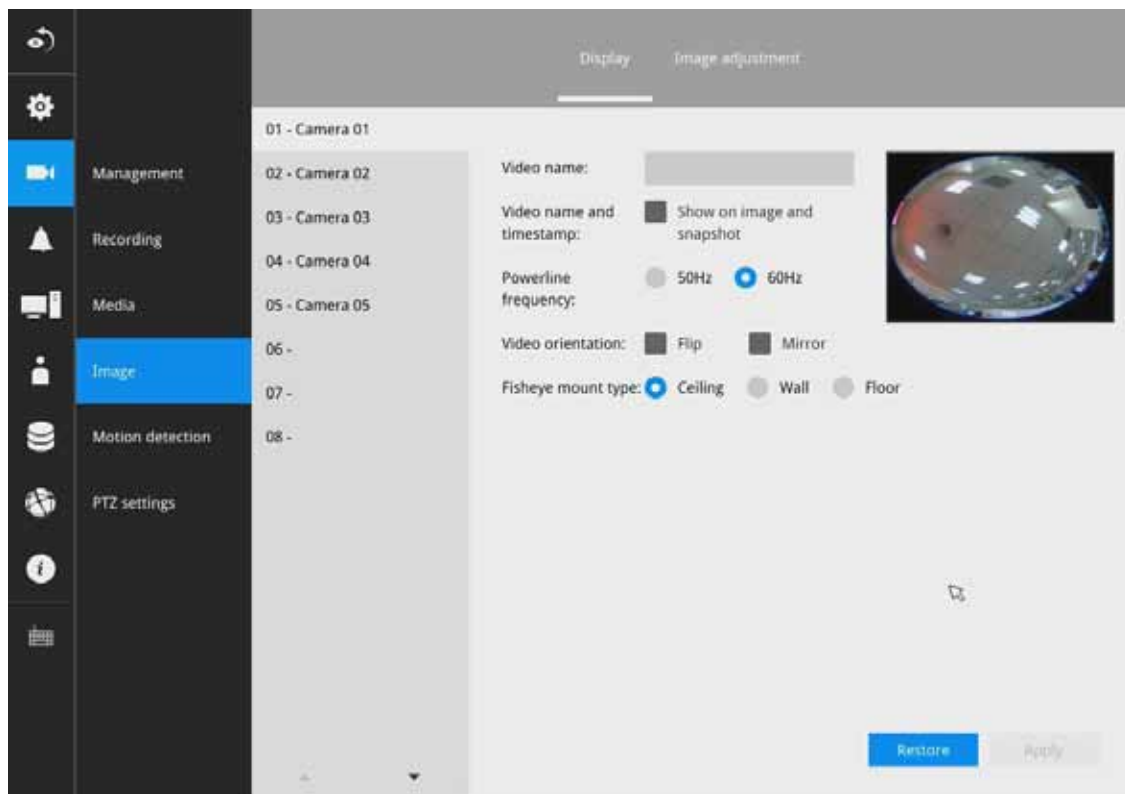 Display Image adjustment
01 - Camera 01
02 - Camera 02
03 - Camera 03
04 - Camera 04
05 - Camera 05
06 -
07 -
08 -
Management
Recording
Media
Image
Motion detection
PTZ settings
Video name:
Video name and
timestamp:
Show on image and
snapshot
Powerline
frequency:
50Hz 60Hz
Video orientation: Flip Mirror
Fisheye mount type: Ceiling Wall Floor
Restore Apply